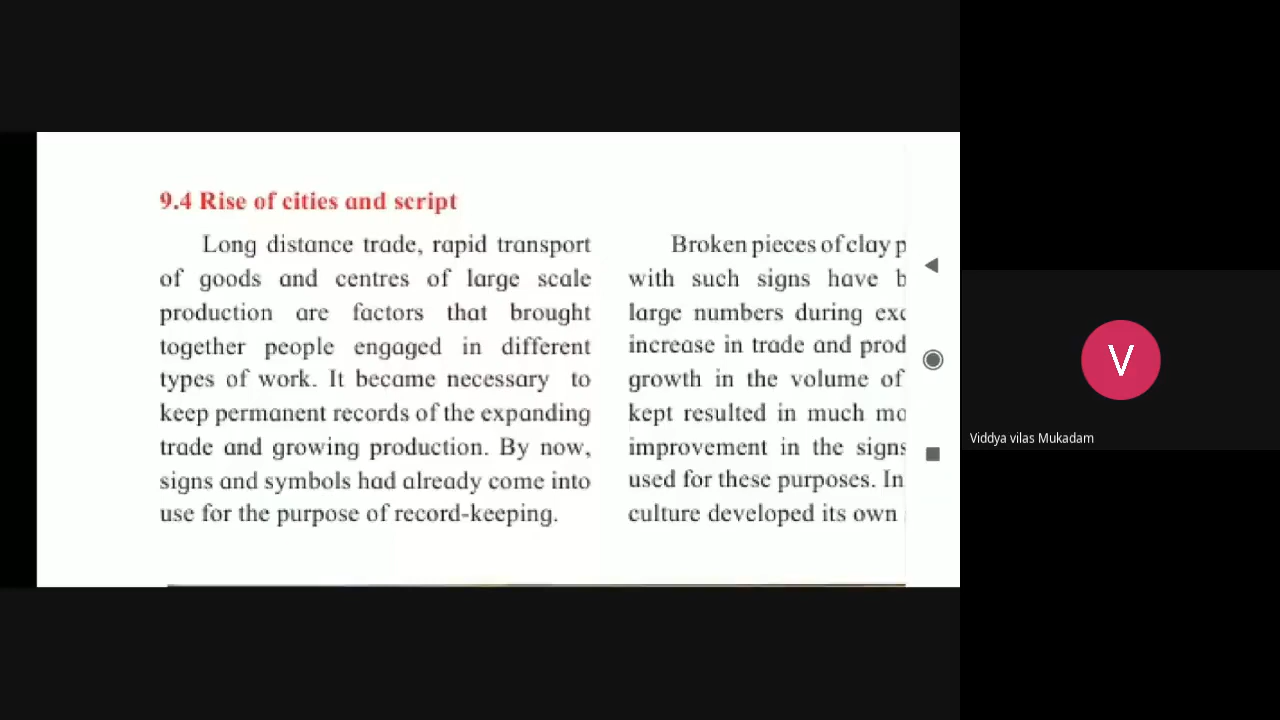 9.4 Rise of cities and script
Long distance trade, rapid transport
of goods and centres of large scale
production are factors that brought
together people engaged in different
types of work. It became necessary to
keep permanent records of the expanding
trade and growing production. By now,
signs and symbols had already come into
use for the purpose of record-keeping.
Broken pieces of clay p
with such signs have b
large numbers during exc
increase in trade and prod
growth in the volume of
kept resulted in much mo
improvement in the signs
used for these purposes. In
culture developed its own
V
Viddya vilas Mukadam